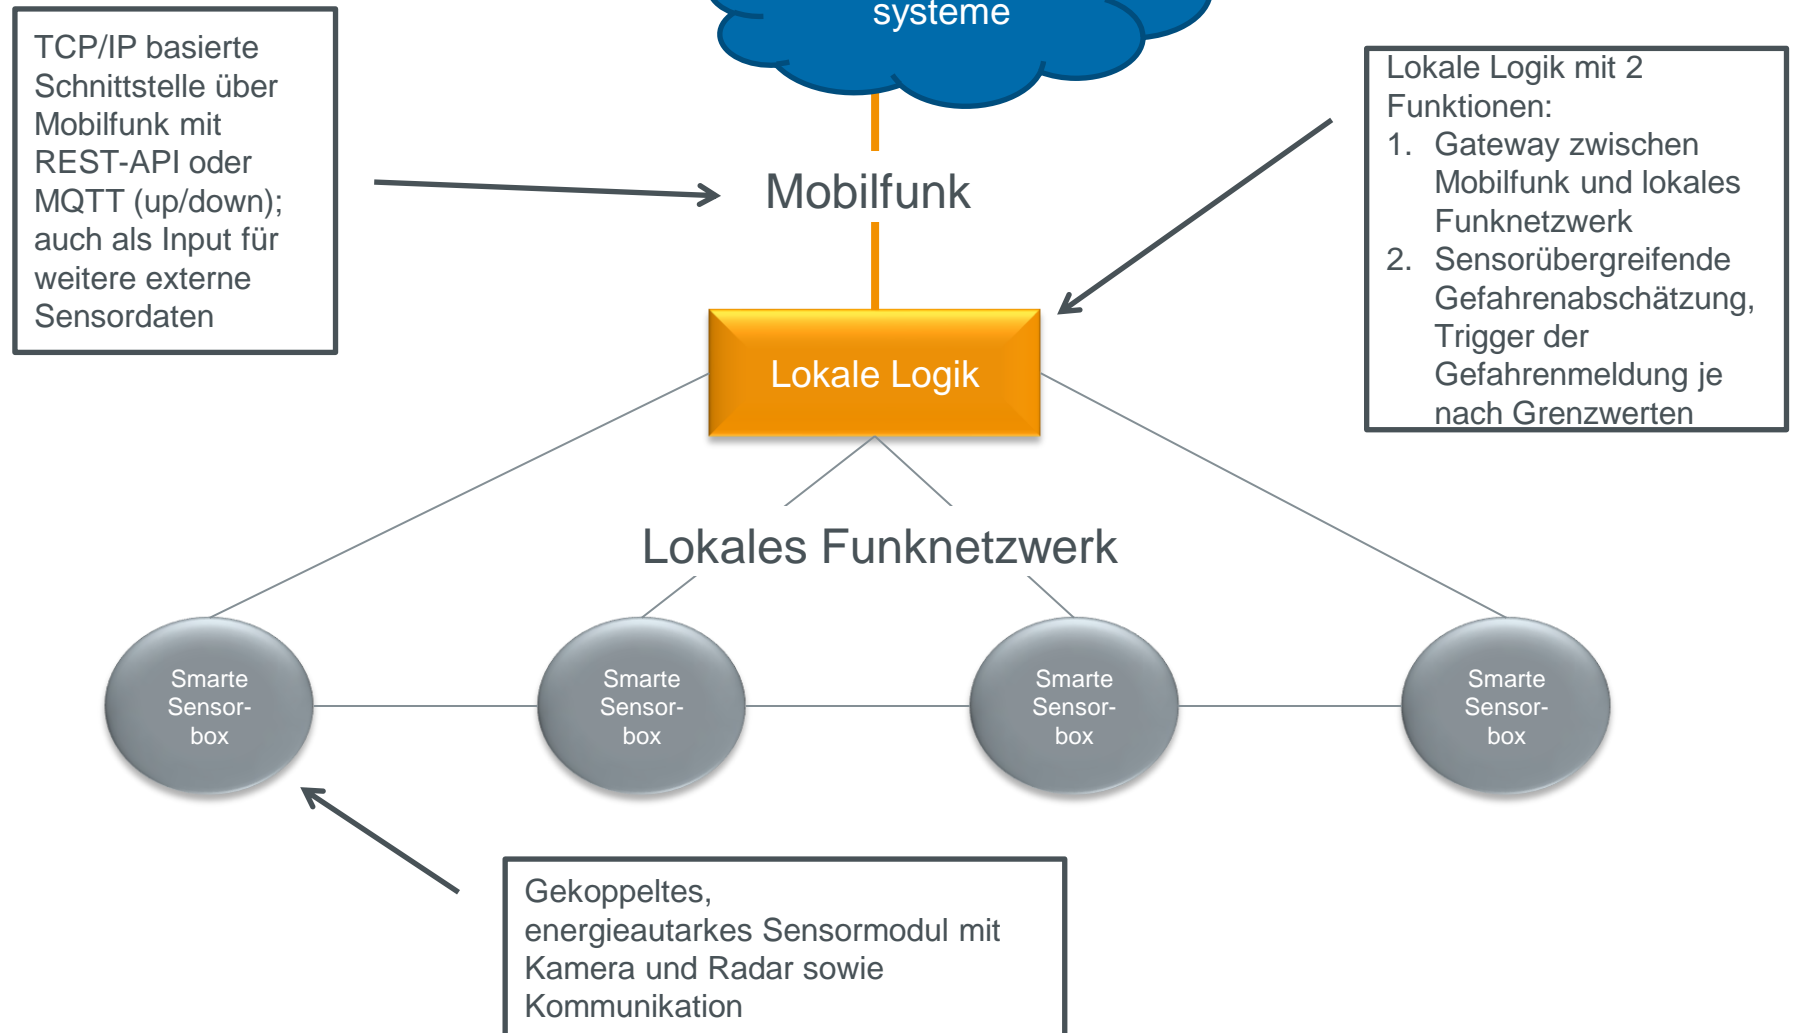 systeme
TCP/IP basierte
Schnittstelle über
Mobilfunk mit
REST-API oder
MQTT (up/down);
auch als Input für
weitere externe
Sensordaten
Lokale Logik mit 2
Funktionen:
1. Gateway zwischen
Mobilfunk und lokales
Funknetzwerk
2. Sensorübergreifende
Gefahrenabschätzung,
Trigger der
Gefahrenmeldung je
nach Grenzwerten
Mobilfunk
Lokale Logik
Lokales Funknetzwerk
Smarte
Sensor-
box
Smarte
Sensor-
box
Smarte
Sensor-
box
Smarte
Sensor-
box
Gekoppeltes,
energieautarkes Sensormodul mit
Kamera und Radar sowie
Kommunikation